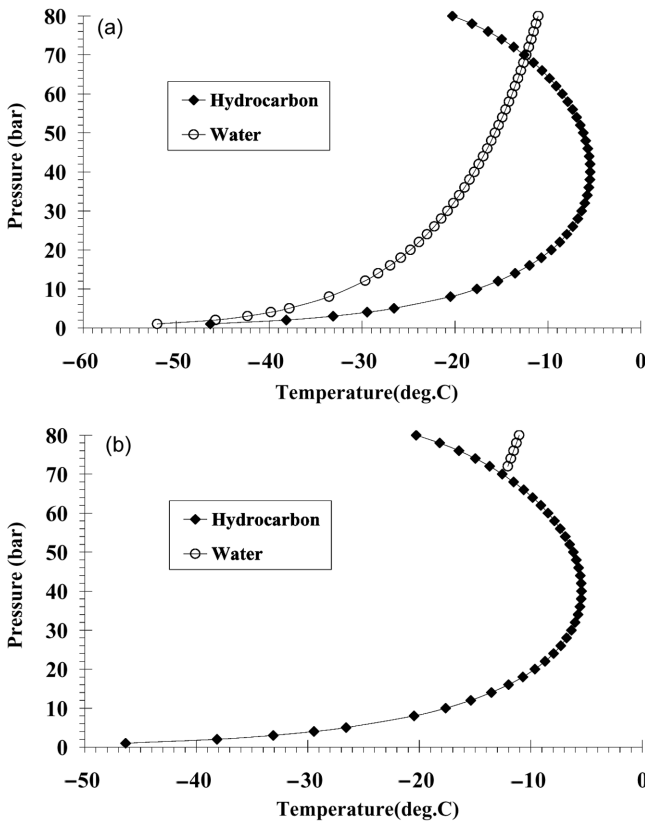 (a)
80
70
60
50
40
30
20
10
0
Pressure (bar)
Hydrocarbon
Water
−60 −50 −40 −30 −20 −10 0
Temperature(deg.C)
(b)
80
70
60
50
40
30
20
10
0
Pressure (bar)
Hydrocarbon
Water
−50 −40 −30 −20 −10 0
Temperature(deg.C)